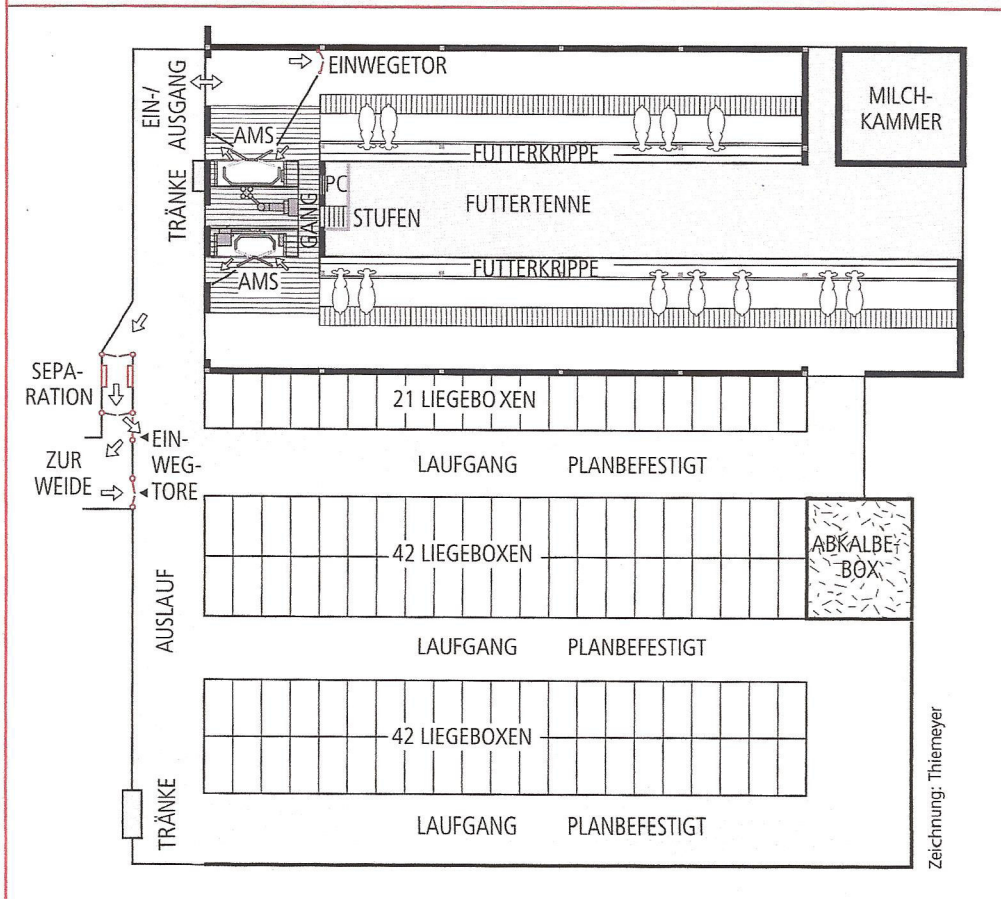 EINWEGETOR
EIN-/
AUSGANG
AMS
MILCH-
KAMMER
FUTTERKRIPPE
TRÄNKE
PC
GANG
STUFEN
FUTTERTENNE
FUTTERKRIPPE
AMS
SEPA-
RATION
21 LIEGEBOXEN
EIN-
WEG-
TORE
ZUR
WEIDE
LAUFGANG PLANBEFESTIGT
42 LIEGEBOXEN
ABKALBE-
BOX
AUSLAUF
LAUFGANG PLANBEFESTIGT
42 LIEGEBOXEN
TRÄNKE
LAUFGANG PLANBEFESTIGT
Zeichnung: Thiemeyer